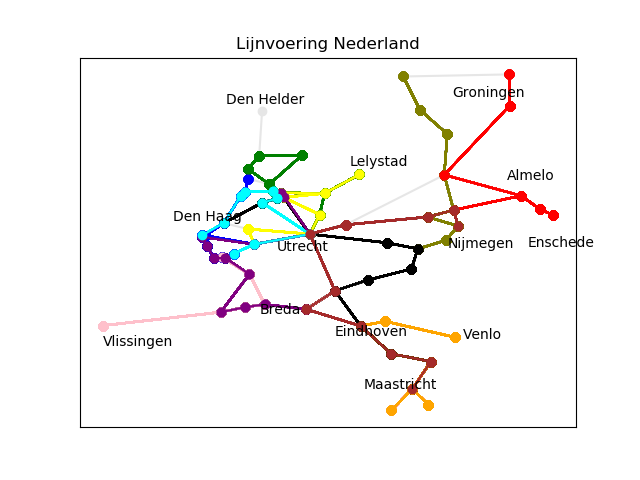 Lijnvoering Nederland
Groningen
Den Helder
Lelystad
Almelo
Den Haag
Utrecht
Nijmegen
Enschede
Breda
Eindhoven
Venlo
Vlissingen
Maastricht